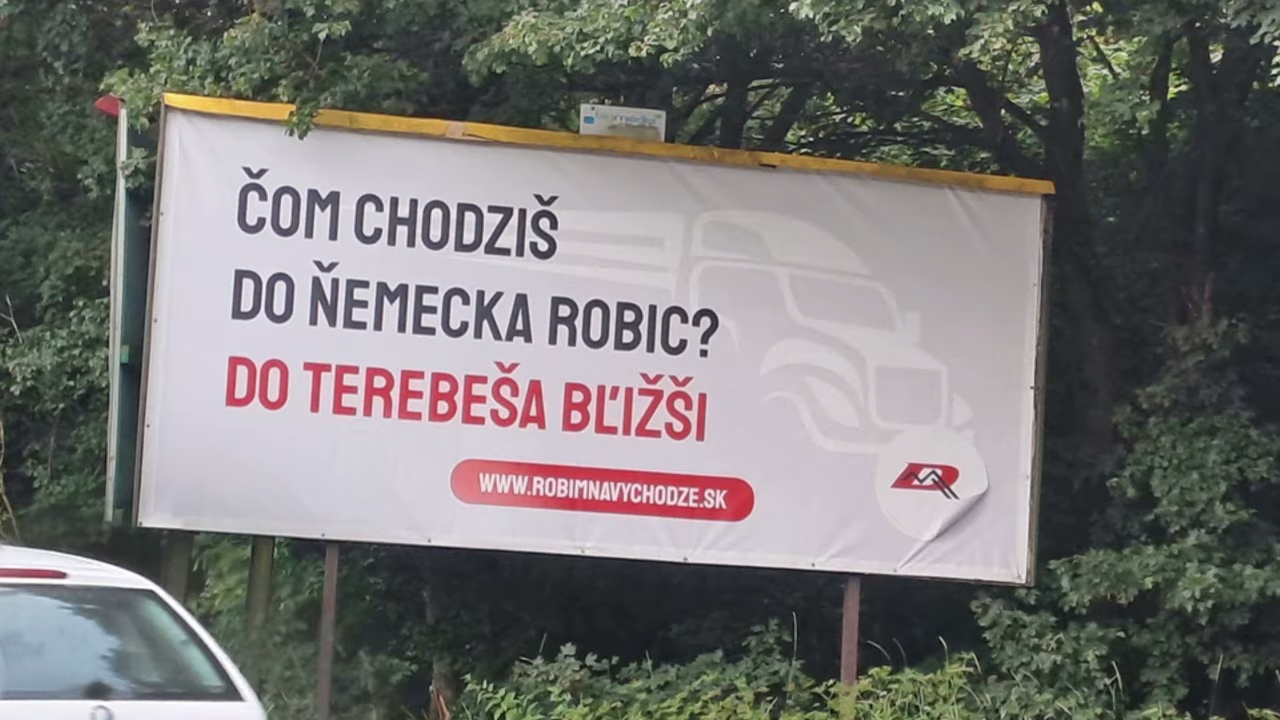 ČOM CHODZIŠ
DO ŇEMECKA ROBIC?
DO TEREBEŠA BĽIŽŠI
WWW.ROBIMNAVYCHODZE.SK